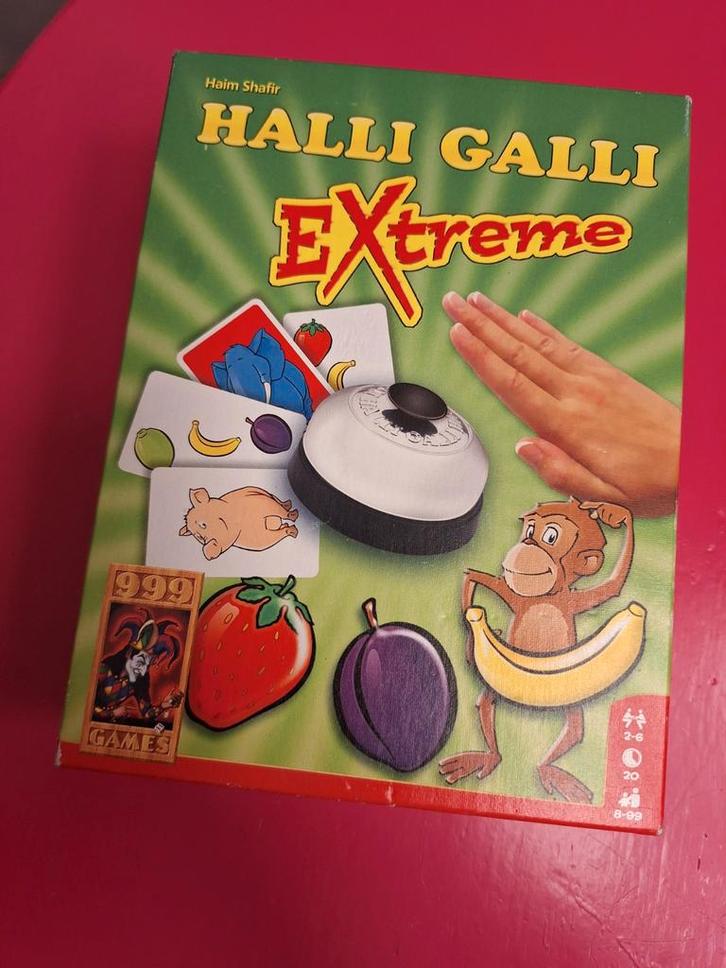 Haim Shafir
HALLI GALLI
EXtreme
999
GAMES
2-6
20
8-99